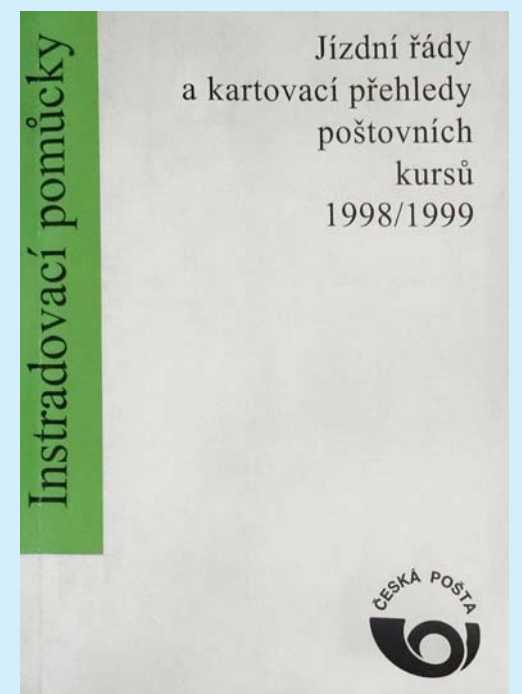 Instradovací pomůcky
Jízdní řády
a kartovací přehledy
poštovních
kursů
1998/1999
ČESKÁ POŠTA